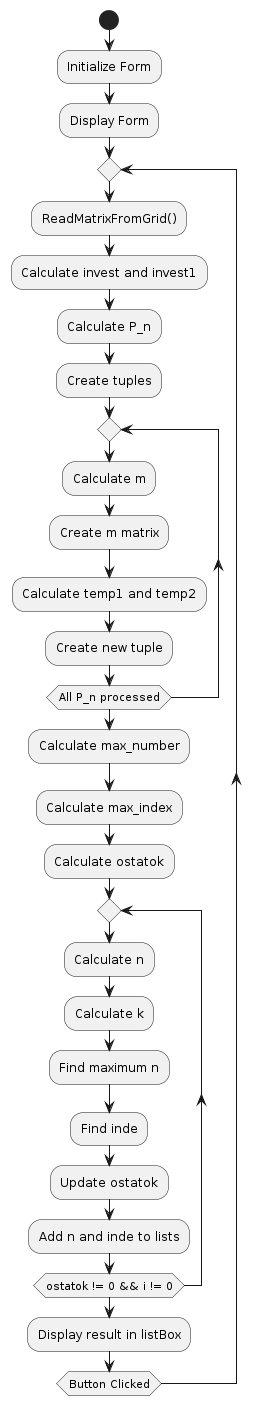 Initialize Form
Display Form
ReadMatrixFromGrid()
Calculate invest and invest1
Calculate P_n
Create tuples
Calculate m
Create m matrix
Calculate temp1 and temp2
Create new tuple
All P_n processed
Calculate max_number
Calculate max_index
Calculate ostatok
Calculate n
Calculate k
Find maximum n
Find inde
Update ostatok
Add n and inde to lists
ostatok != 0 && i != 0
Display result in listBox
Button Clicked